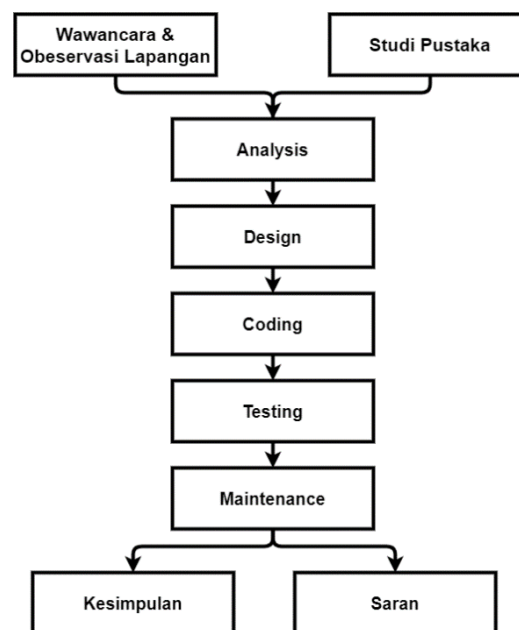 Wawancara &
Obeservasi Lapangan
Studi Pustaka
Analysis
Design
Coding
Testing
Maintenance
Kesimpulan
Saran